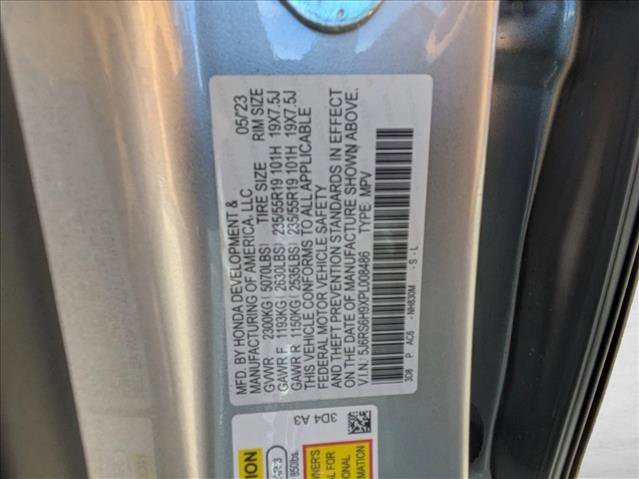 MFD. BY HONDA DEVELOPMENT &
MANUFACTURING OF AMERICA, LLC 05/'23
TIRE SIZE RIM SIZE
GVWR 2300KG( 5070LBS)
GAWR F 1193KG( 2630LBS) 235/55R19 101H 19X7.5J
GAWR R 1150KG( 2535LBS) 235/55R19 101H 19X7.5J
THIS VEHICLE CONFORMS TO ALL APPLICABLE
FEDERAL MOTOR VEHICLE SAFETY
AND THEFT PREVENTION STANDARDS IN EFFECT
ON THE DATE OF MANUFACTURE SHOWN ABOVE.
V.I.N: 5J6RS6H9XPL008486 TYPE: MPV
3D8 P AC6 - NH830M - S - L
3D4 A3
850lbs.